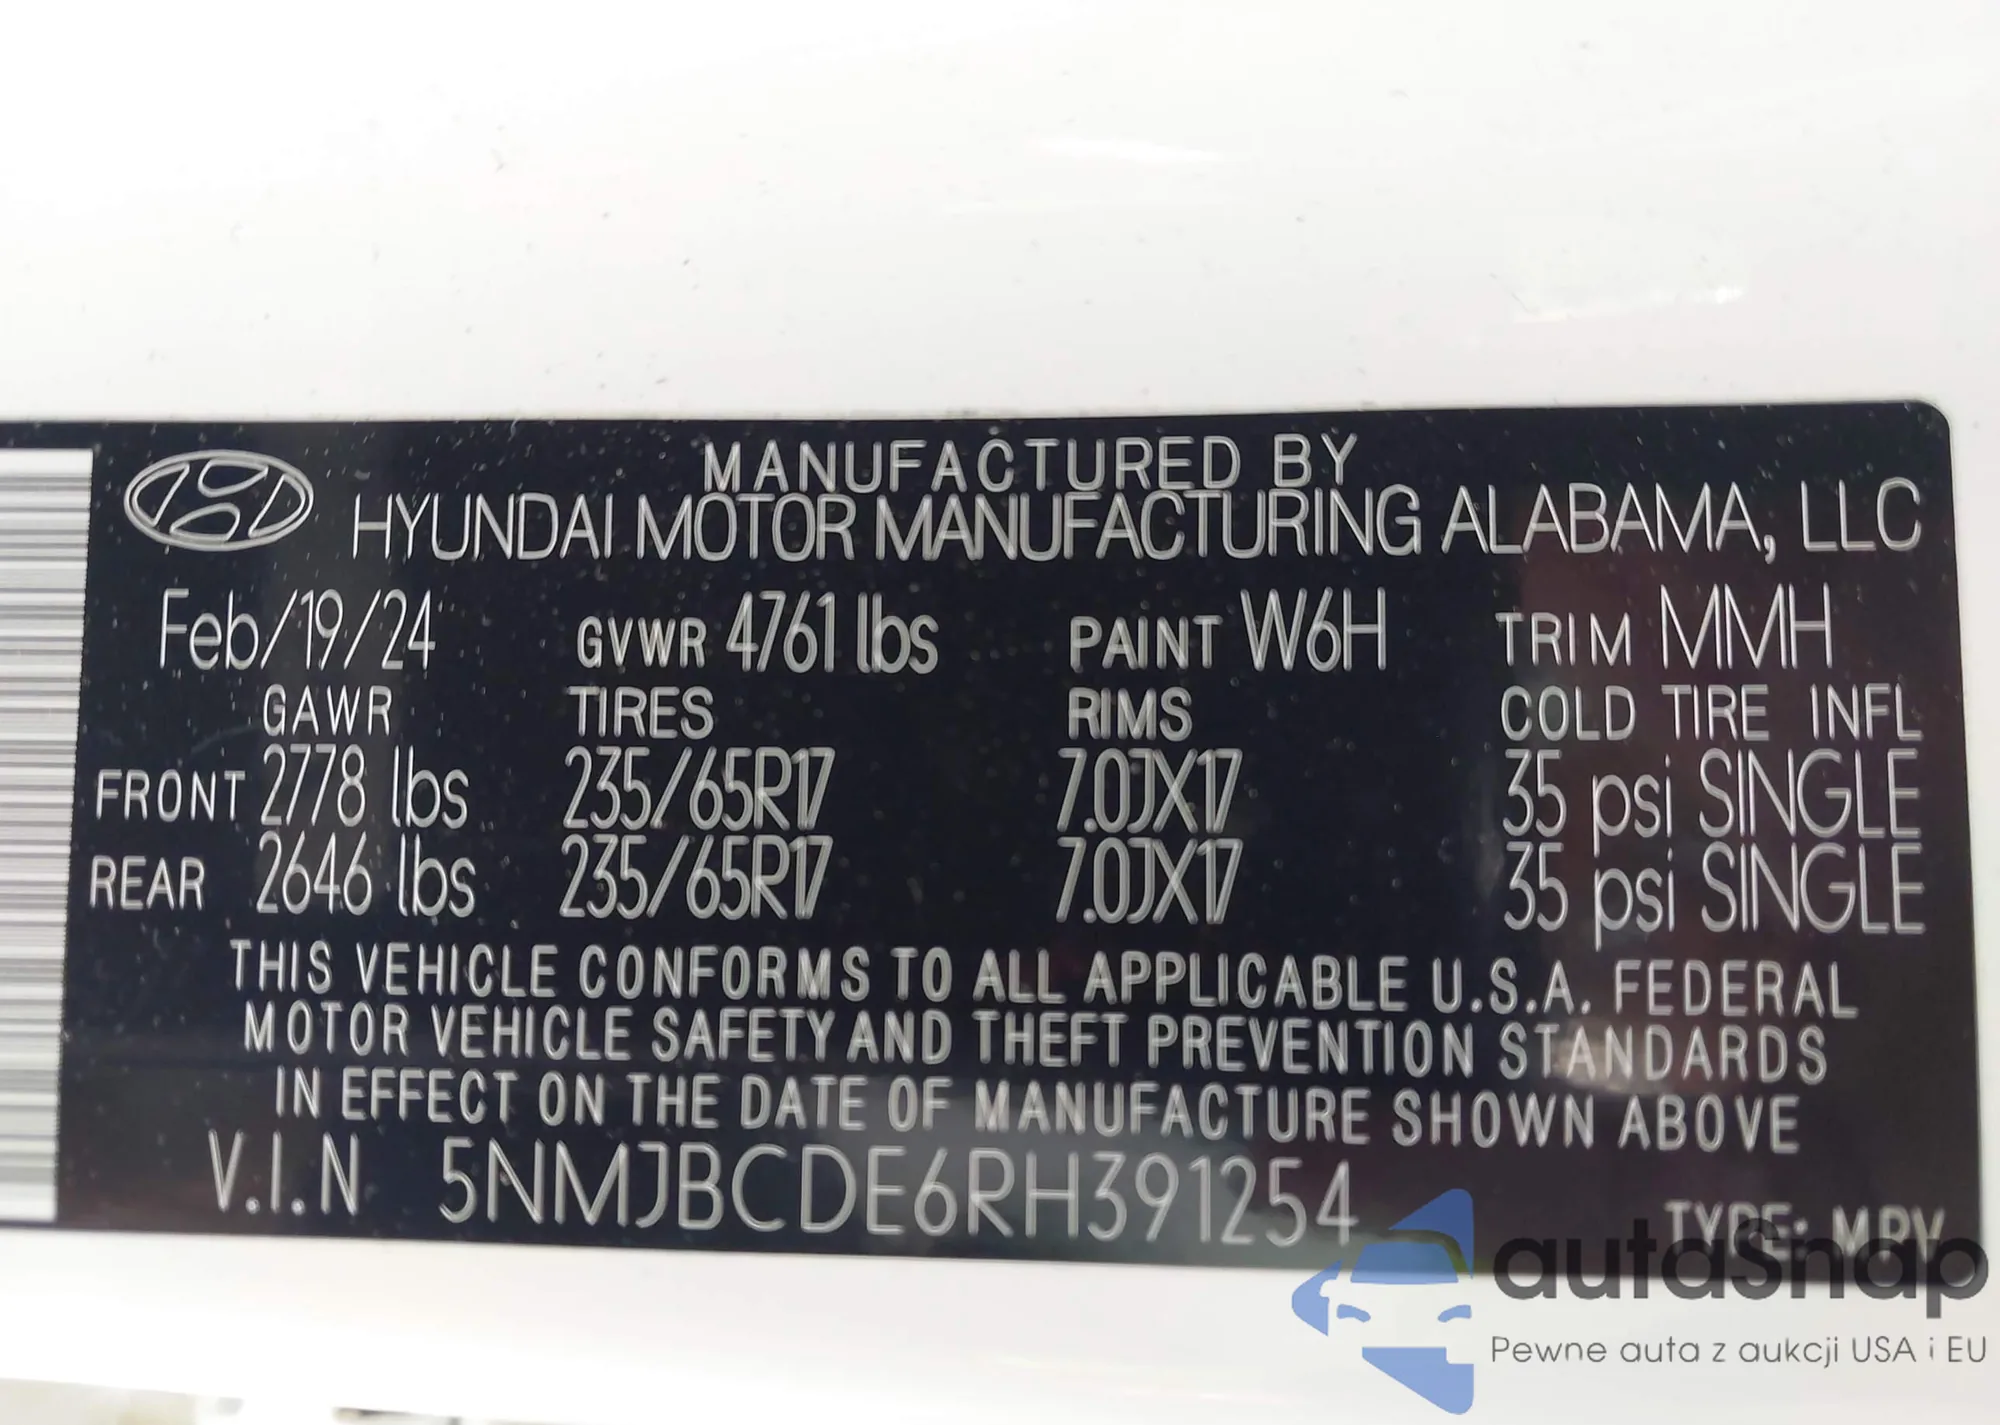 MANUFACTURED BY
HYUNDAI MOTOR MANUFACTURING ALABAMA, LLC
Feb/19/24 GVWR 4761 lbs PAINT W6H TRIM MMH
GAWR TIRES RIMS COLD TIRE INFL
FRONT 2778 lbs 235/65R17 7.0JX17 35 psi SINGLE
REAR 2646 lbs 235/65R17 7.0JX17 35 psi SINGLE
THIS VEHICLE CONFORMS TO ALL APPLICABLE U.S.A. FEDERAL
MOTOR VEHICLE SAFETY AND THEFT PREVENTION STANDARDS
IN EFFECT ON THE DATE OF MANUFACTURE SHOWN ABOVE
V.I.N 5NMJBCDE6RH391254
TYPE: MPV
autaSnap
Pewne auta z aukcji USA i EU